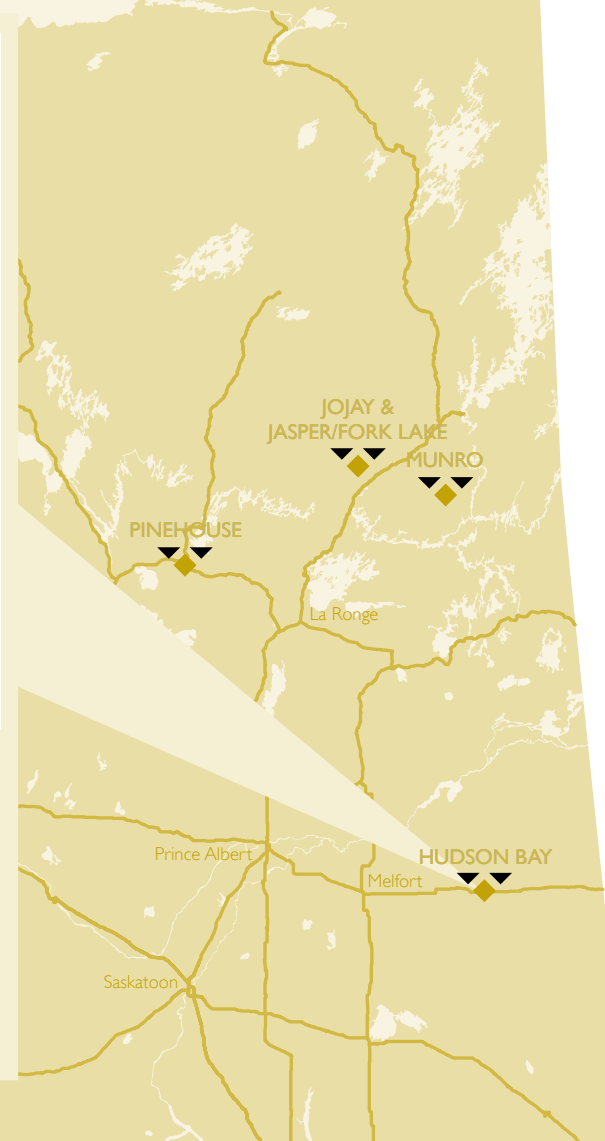 JOJAY &
JASPER/FORK LAKE
MUNRO
PINEHOUSE
La Ronge
Prince Albert
HUDSON BAY
Melfort
Saskatoon